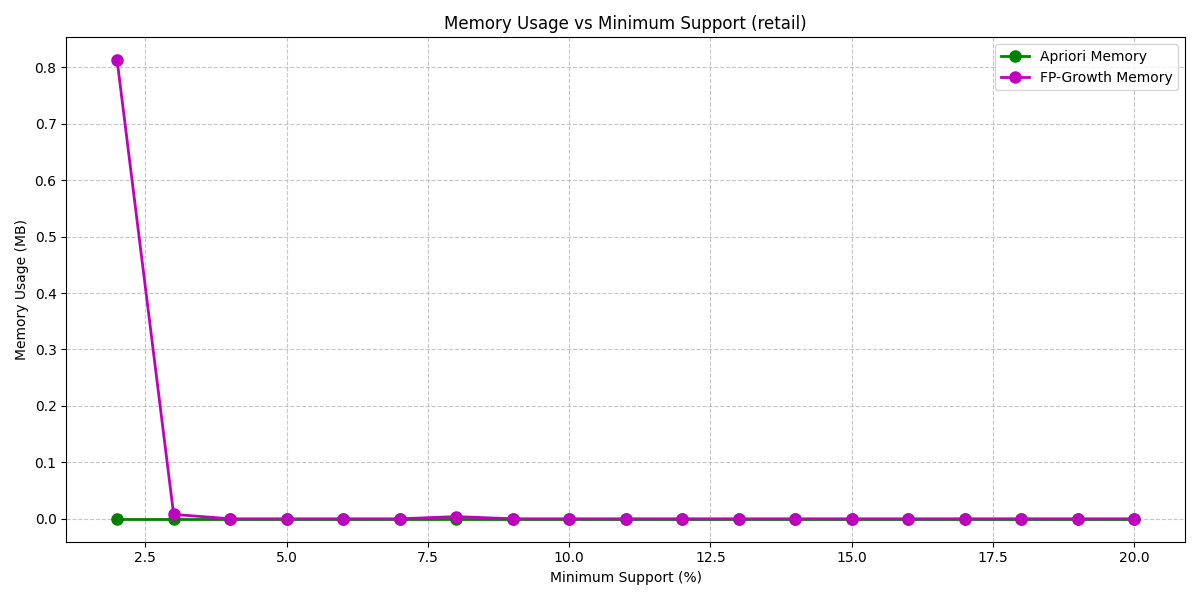 Memory Usage vs Minimum Support (retail)
Apriori Memory
FP-Growth Memory
Memory Usage (MB)
0.8
0.7
0.6
0.5
0.4
0.3
0.2
0.1
0.0
2.5 5.0 7.5 10.0 12.5 15.0 17.5 20.0
Minimum Support (%)